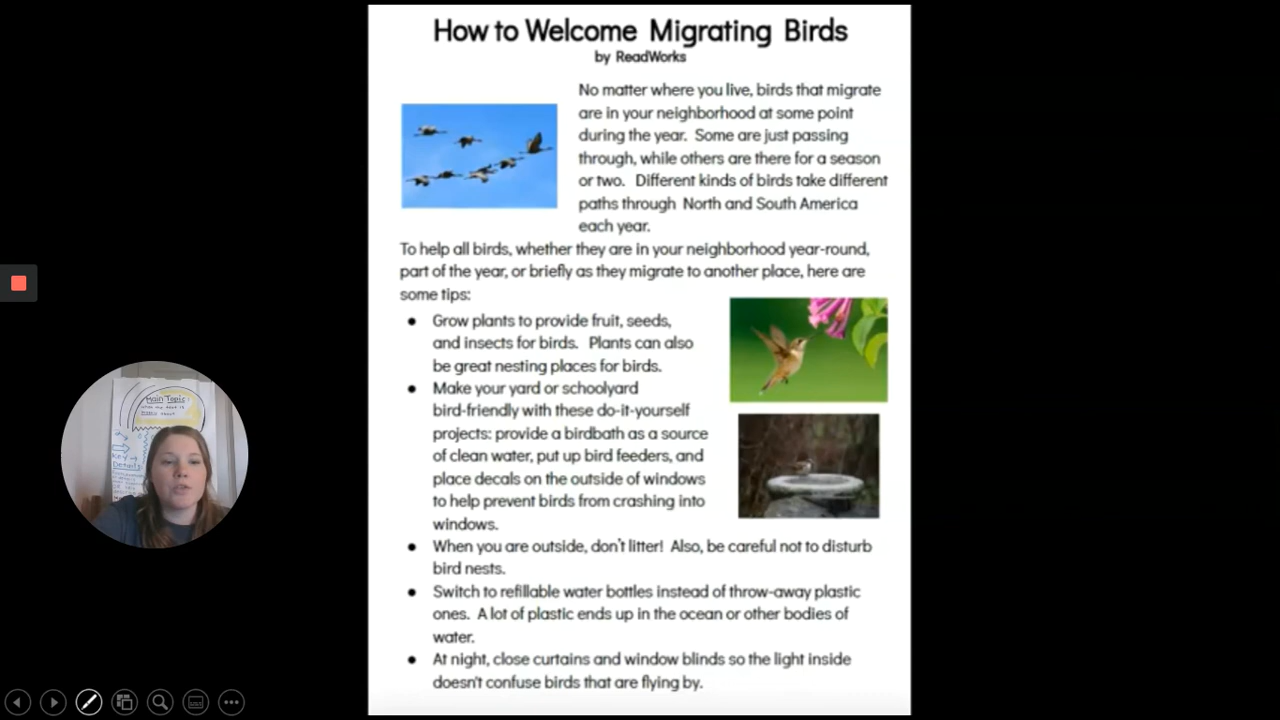 How to Welcome Migrating Birds
by ReadWorks
No matter where you live, birds that migrate
are in your neighborhood at some point
during the year. Some are just passing
through, while others are there for a season
or two. Different kinds of birds take different
paths through North and South America
each year.
To help all birds, whether they are in your neighborhood year-round,
part of the year, or briefly as they migrate to another place, here are
some tips:
● Grow plants to provide fruit, seeds,
and insects for birds. Plants can also
be great nesting places for birds.
● Make your yard or schoolyard
bird-friendly with these do-it-yourself
projects: provide a birdbath as a source
of clean water, put up bird feeders, and
place decals on the outside of windows
to help prevent birds from crashing into
windows.
● When you are outside, don't litter! Also, be careful not to disturb
bird nests.
● Switch to refillable water bottles instead of throw-away plastic
ones. A lot of plastic ends up in the ocean or other bodies of
water.
● At night, close curtains and window blinds so the light inside
doesn't confuse birds that are flying by.
Main Topic
Key
Details